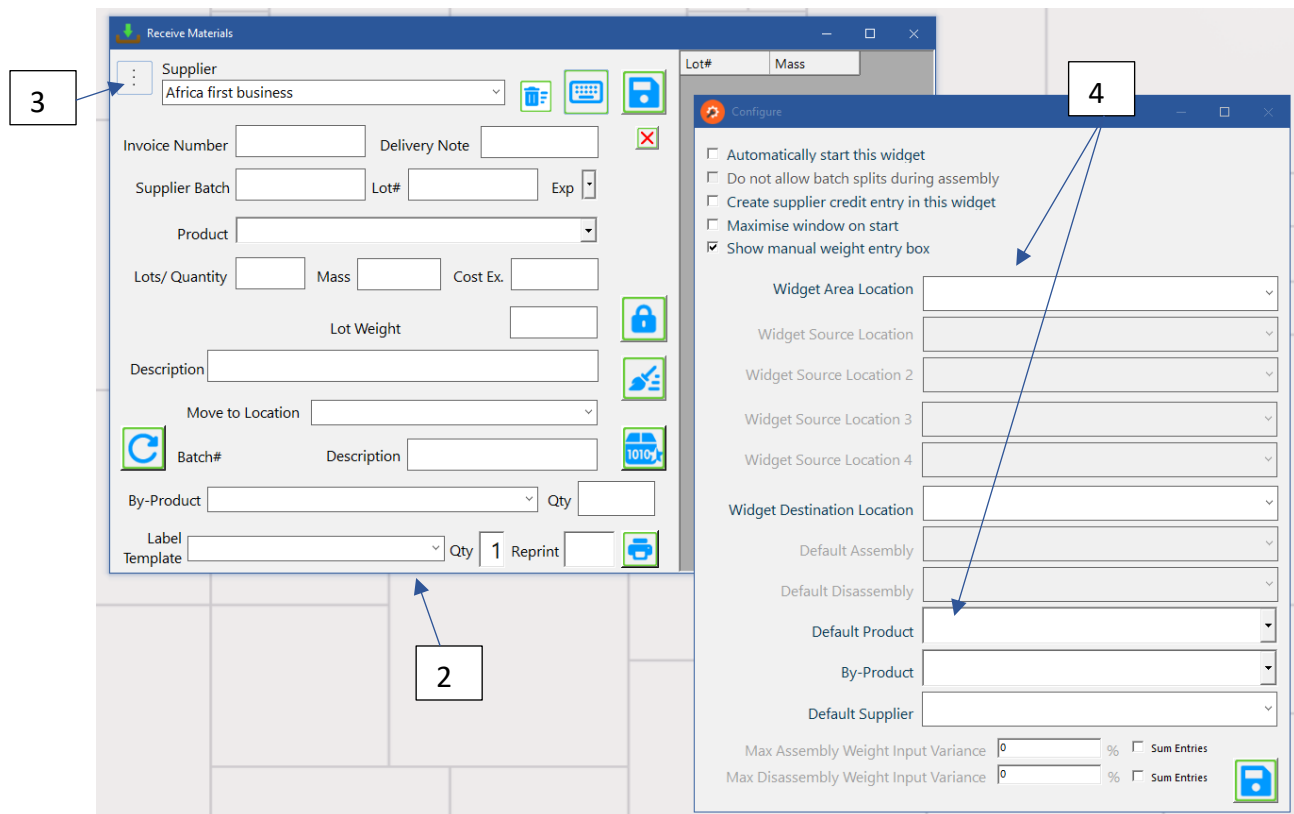 Receive Materials
3
Supplier
Africa first business
Lot# Mass
4
Configure
Invoice Number Delivery Note
Supplier Batch Lot# Exp
Product
Lots/ Quantity Mass Cost Ex.
Lot Weight
Description
Move to Location
Batch# Description
1010
By-Product Qty
Label
Template Qty 1 Reprint
2
Automatically start this widget
Do not allow batch splits during assembly
Create supplier credit entry in this widget
Maximise window on start
Show manual weight entry box
Widget Area Location
Widget Source Location
Widget Source Location 2
Widget Source Location 3
Widget Source Location 4
Widget Destination Location
Default Assembly
Default Disassembly
Default Product
By-Product
Default Supplier
Max Assembly Weight Input Variance 0 % Sum Entries
Max Disassembly Weight Input Variance 0 % Sum Entries